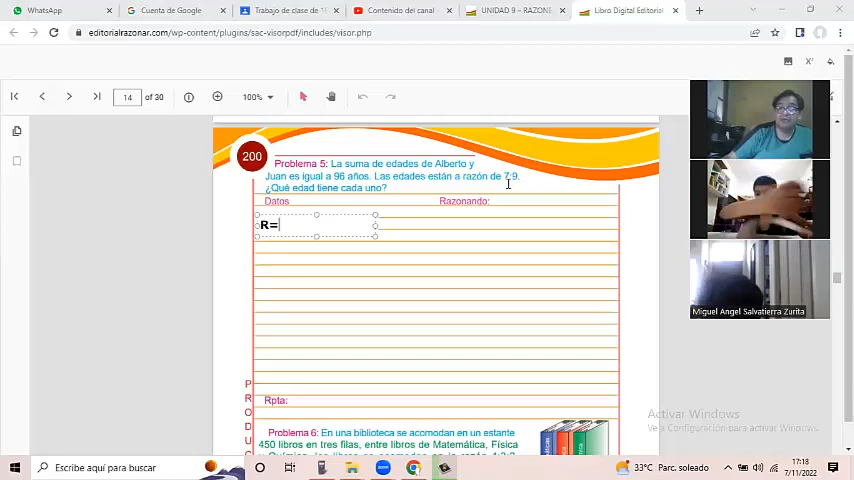 WhatsApp
Cuenta de Google
Trabajo de clase de 1
Contenido del canal
UNIDAD 9 – RAZONE
Libro Digital Editorial
editorialrazonar.com/wp-content/plugins/sac-visorpdf/includes/visor.php
14 of 30
100%
200
Problema 5: La suma de edades de Alberto y
Juan es igual a 96 años. Las edades están a razón de 7:9.
¿Qué edad tiene cada uno?
Datos
Razonando:
R=
P
R
O
D
U
Rpta:
Problema 6: En una biblioteca se acomodan en un estante
450 libros en tres filas, entre libros de Matemática, Física
Miguel Angel Salvatierra Zurita
Activar Windows
Ve a Configuración para activar Windows.
Escribe aquí para buscar
33°C Parc. soleado
17:18
7/11/2022